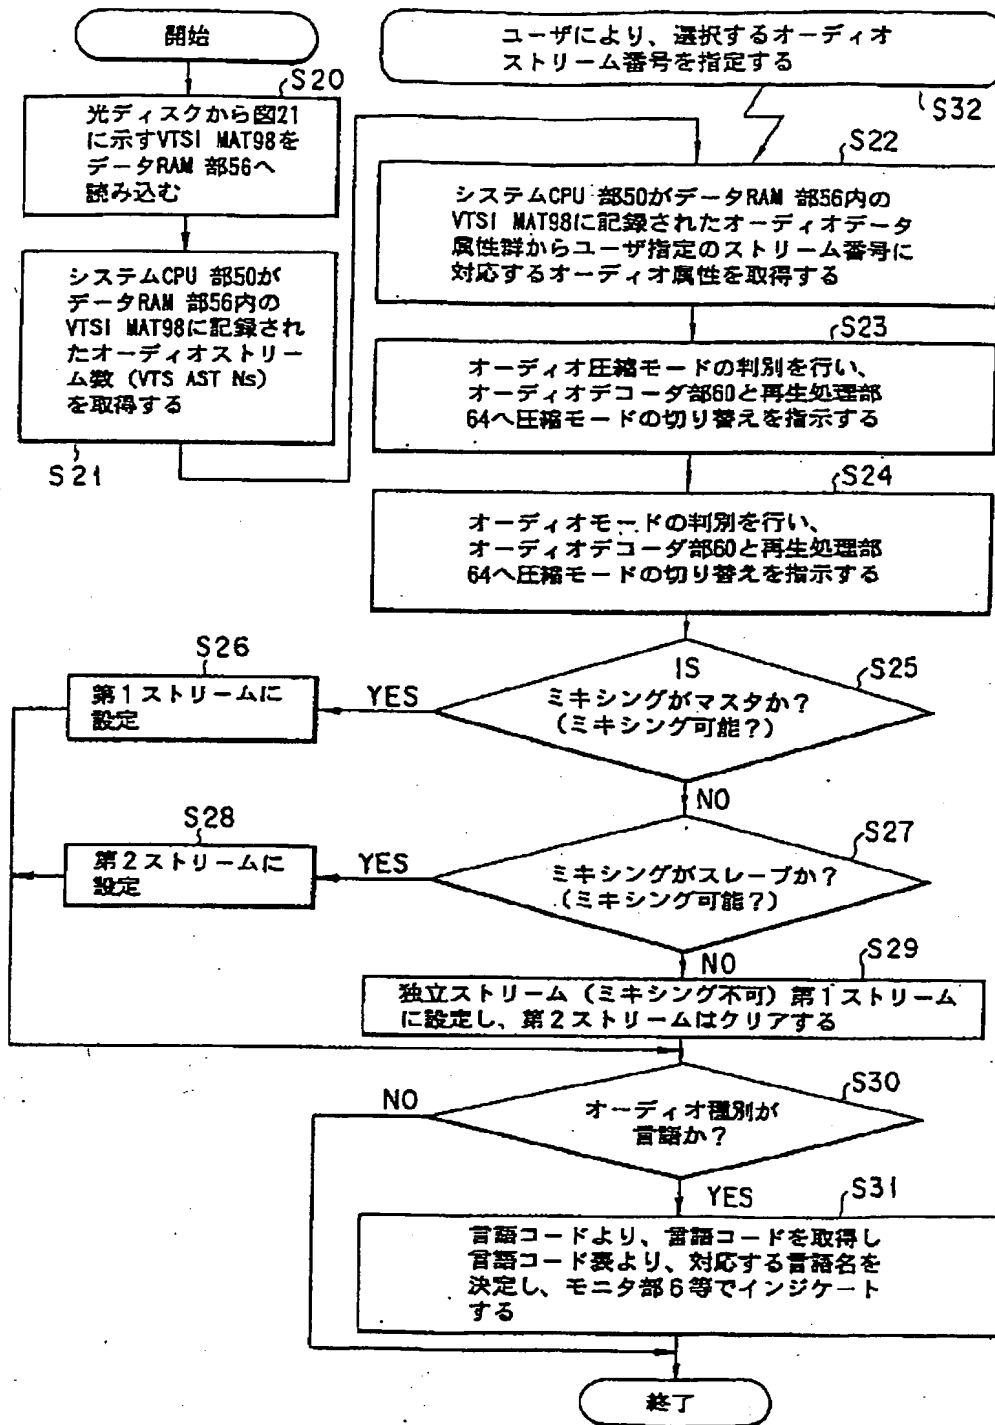 開始
S20
光ディスクから図21
に示すVTSI MAT98を
データRAM 部56へ
読み込む
システムCPU 部50が
データRAM 部56内の
VTSI MAT98に記録され
たオーディオストリー
ム数 (VTS AST Ns)
を取得する
S21
ユーザにより、選択するオーディオ
ストリーム番号を指定する
S32
S22
システムCPU 部50がデータRAM 部56内の
VTSI MAT98に記録されたオーディオデータ
属性群からユーザ指定のストリーム番号に
対応するオーディオ属性を取得する
S23
オーディオ圧縮モードの判別を行い、
オーディオデコーダ部60と再生処理部
64へ圧縮モードの切り替えを指示する
S24
オーディオモードの判別を行い、
オーディオデコーダ部60と再生処理部
64へ圧縮モードの切り替えを指示する
S25
IS
ミキシングがマスタか？
(ミキシング可能？)
YES
S26
第1ストリームに
設定
NO
S27
ミキシングがスレーブか？
(ミキシング可能？)
YES
S28
第2ストリームに
設定
NO
S29
独立ストリーム (ミキシング不可) 第1ストリーム
に設定し、第2ストリームはクリアする
S30
オーディオ種別が
言語か？
NO
YES
S31
言語コードより、言語コードを取得し
言語コード表より、対応する言語名を
決定し、モニタ部6等でインジケート
する
終了